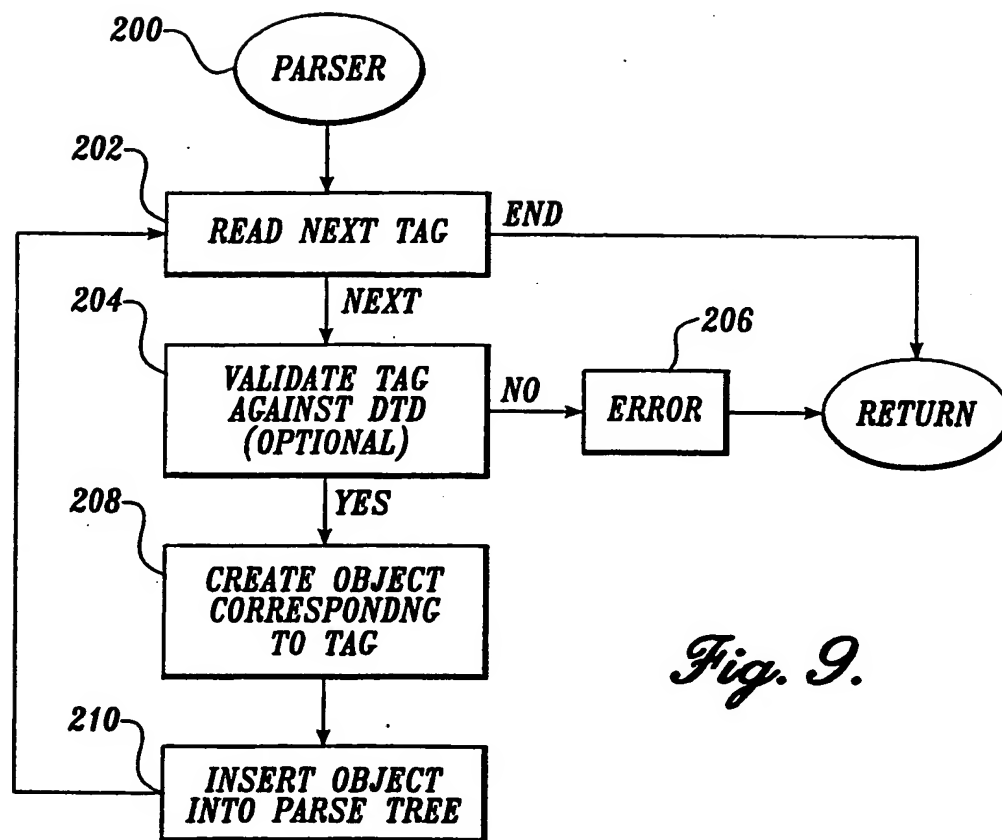 200
PARSER
202
READ NEXT TAG
END
NEXT
204
VALIDATE TAG
AGAINST DTD
(OPTIONAL)
NO
206
ERROR
RETURN
YES
208
CREATE OBJECT
CORRESPONDNG
TO TAG
210
INSERT OBJECT
INTO PARSE TREE
Fig. 9.